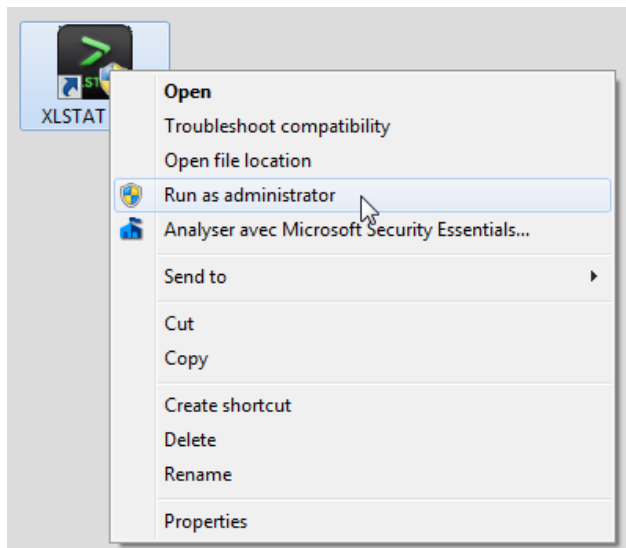 XLSTAT
Open
Troubleshoot compatibility
Open file location
Run as administrator
Analyser avec Microsoft Security Essentials...
Send to
Cut
Copy
Create shortcut
Delete
Rename
Properties